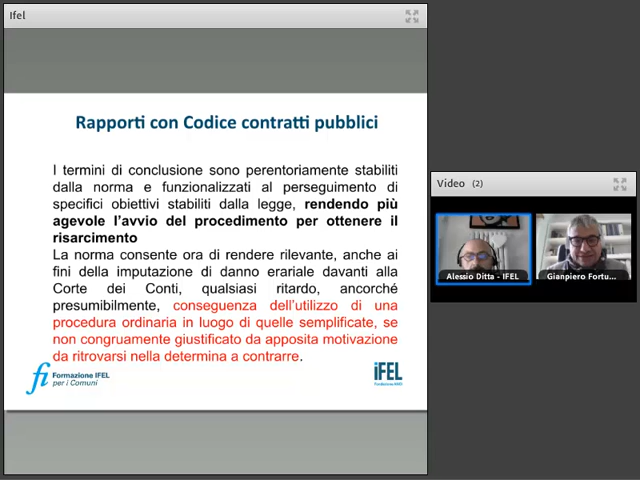 Ifel
Rapporti con Codice contratti pubblici
I termini di conclusione sono perentoriamente stabiliti
dalla norma e funzionalizzati al perseguimento di
specifici obiettivi stabiliti dalla legge, rendendo più
agevole l'avvio del procedimento per ottenere il
risarcimento
La norma consente ora di rendere rilevante, anche ai
fini della imputazione di danno erariale davanti alla
Corte dei Conti, qualsiasi ritardo, ancorché
presumibilmente, conseguenza dell'utilizzo di una
procedura ordinaria in luogo di quelle semplificate, se
non congruamente giustificato da apposita motivazione
da ritrovarsi nella determina a contrarre.
fi Formazione IFEL
per i Comuni
iFEL
Fondazione ANCI
Video (2)
Alessio Ditta - IFEL
Gianpiero Fortu...